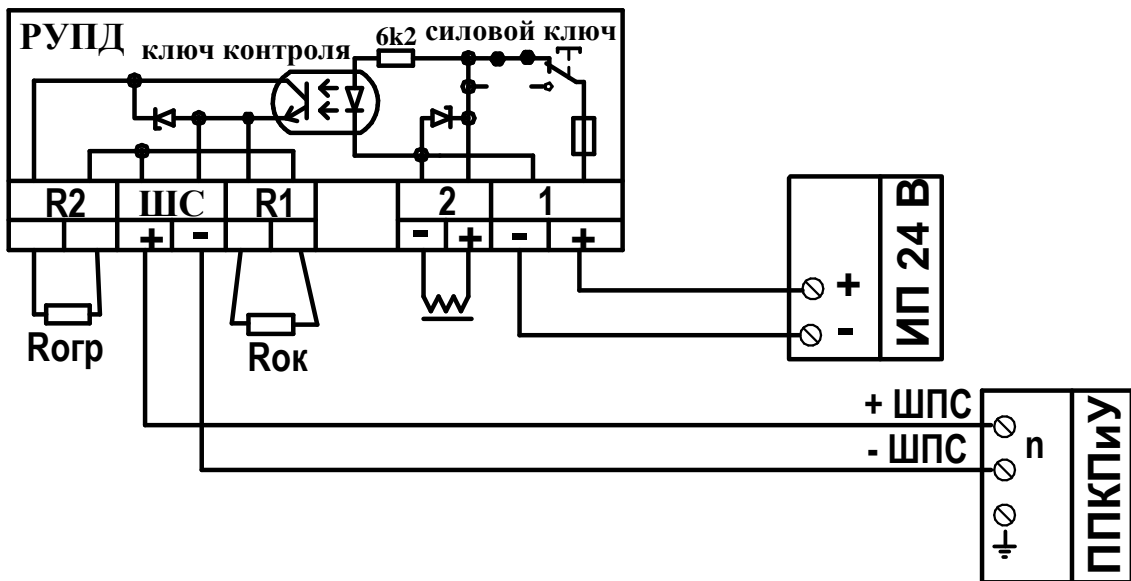 РУПД
ключ контроля
6k2
силовой ключ
R2
ШС
R1
2
1
+
-
-
+
-
+
Rогр
Rок
+
-
ИП 24 В
+ ШПС
- ШПС
n
ППКПиУ